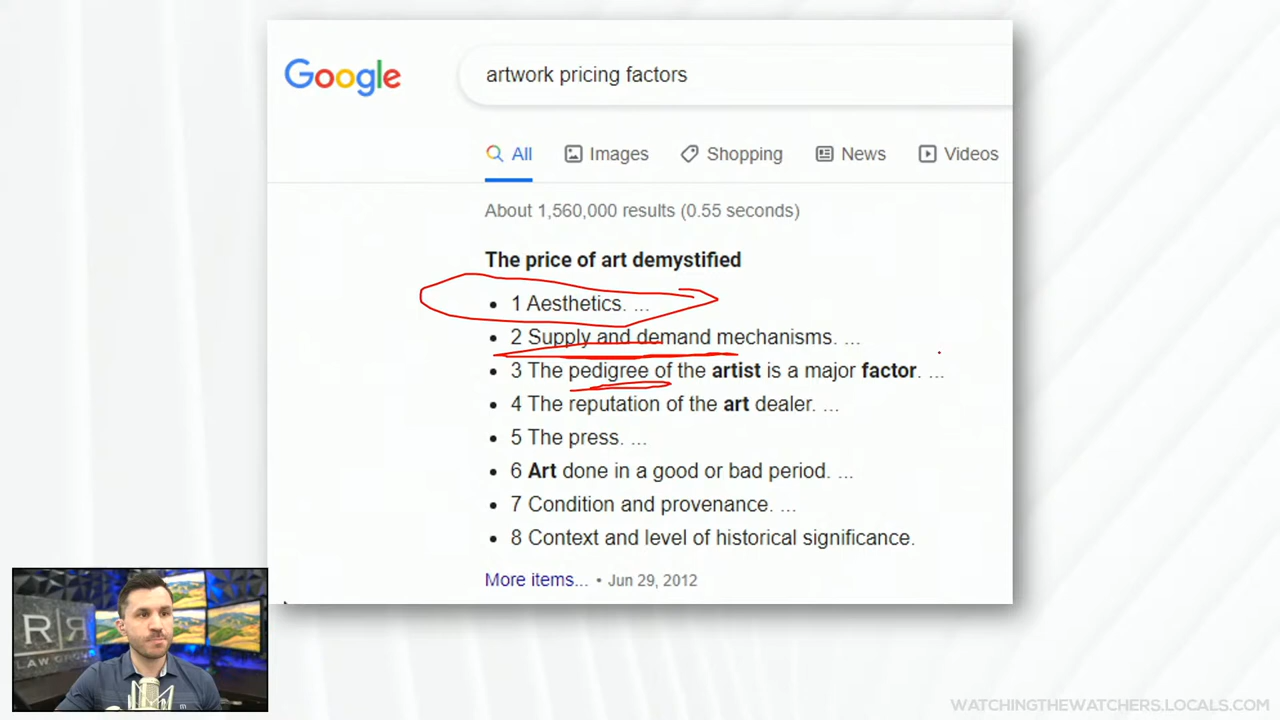 Google
artwork pricing factors
All Images Shopping News Videos
About 1,560,000 results (0.55 seconds)
The price of art demystified
• 1 Aesthetics. ...
• 2 Supply and demand mechanisms. ...
• 3 The pedigree of the artist is a major factor. ...
• 4 The reputation of the art dealer. ...
• 5 The press. ...
• 6 Art done in a good or bad period. ...
• 7 Condition and provenance. ...
• 8 Context and level of historical significance.
More items... • Jun 29, 2012
R R
LAW GROUP
WATCHINGTHEWATCHERS.LOCALS.COM